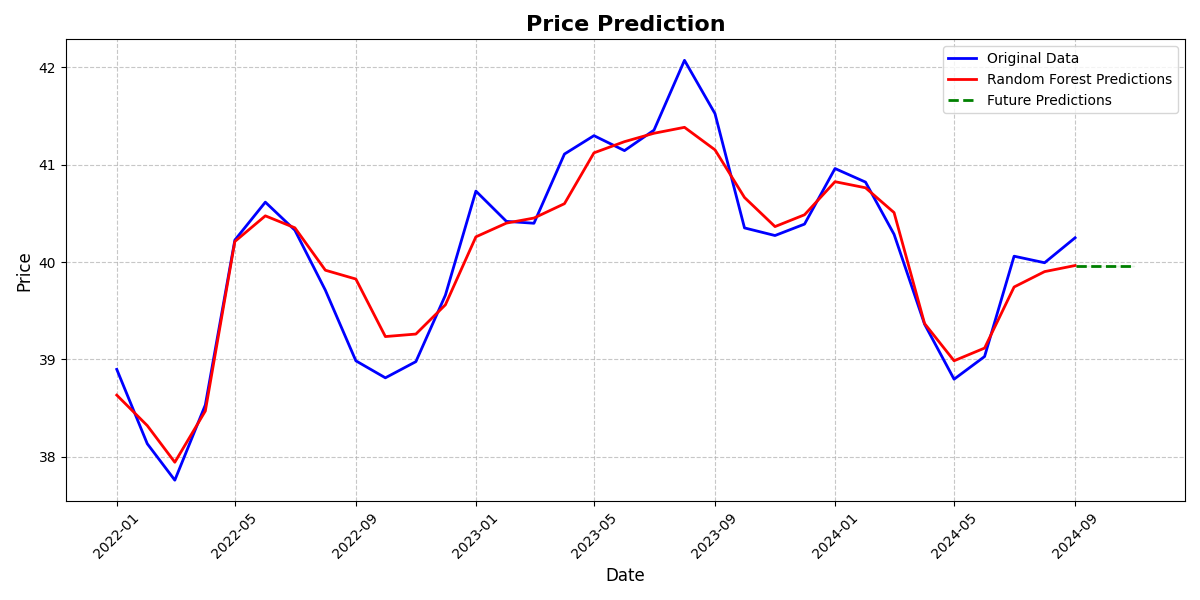 Price Prediction
Original Data
Random Forest Predictions
Future Predictions
Price
42
41
40
39
38
2022-01
2022-05
2022-09
2023-01
2023-05
2023-09
2024-01
2024-05
2024-09
Date